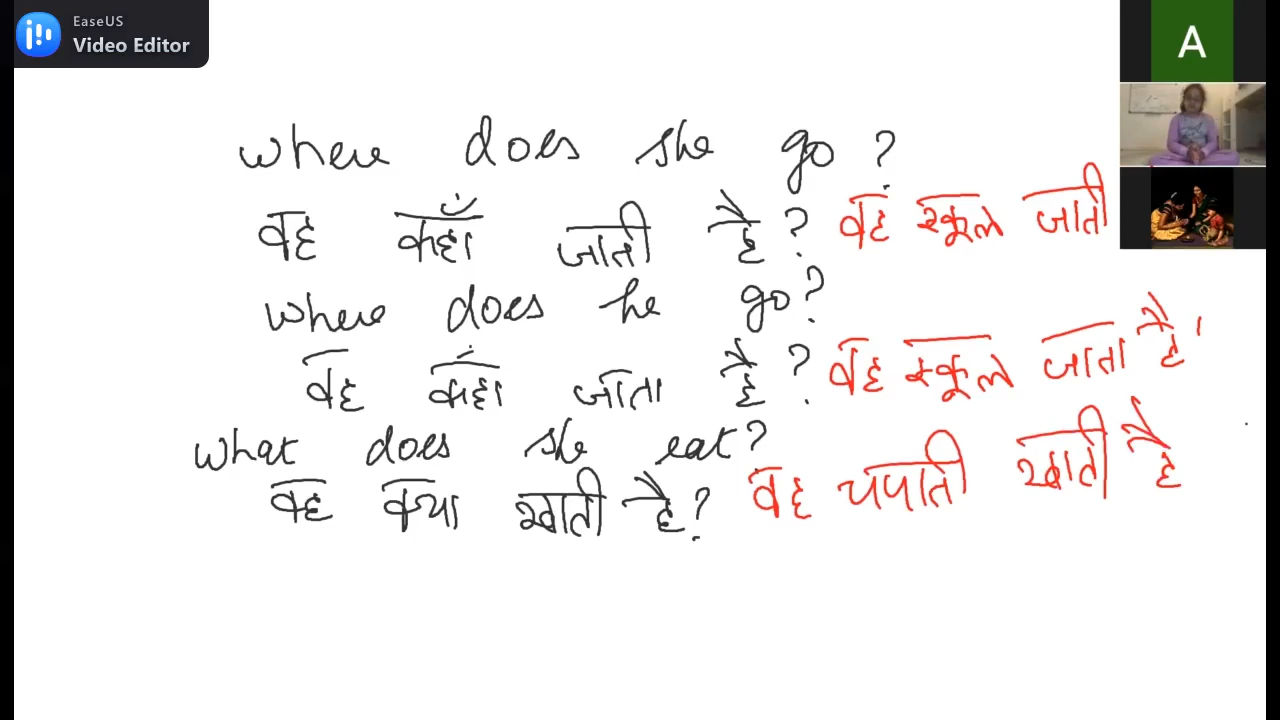 EaseUS
Video Editor
A
where does she go?
वह कहाँ जाती है? वह स्कूल जाती
where does he go?
वह कहां जाता है? वह स्कूल जाता है।
what does she eat?
वह क्या खाती है? वह चपाती खाती है